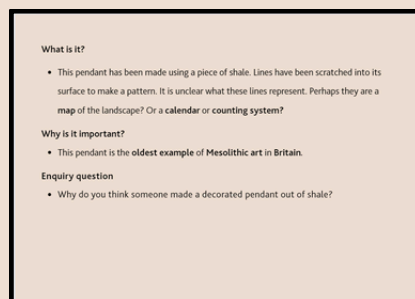 What is it?
• This pendant has been made using a piece of shale. Lines have been scratched into its
surface to make a pattern. It is unclear what these lines represent. Perhaps they are a
map of the landscape? Or a calendar or counting system?
Why is it important?
• This pendant is the oldest example of Mesolithic art in Britain.
Enquiry question
• Why do you think someone made a decorated pendant out of shale?